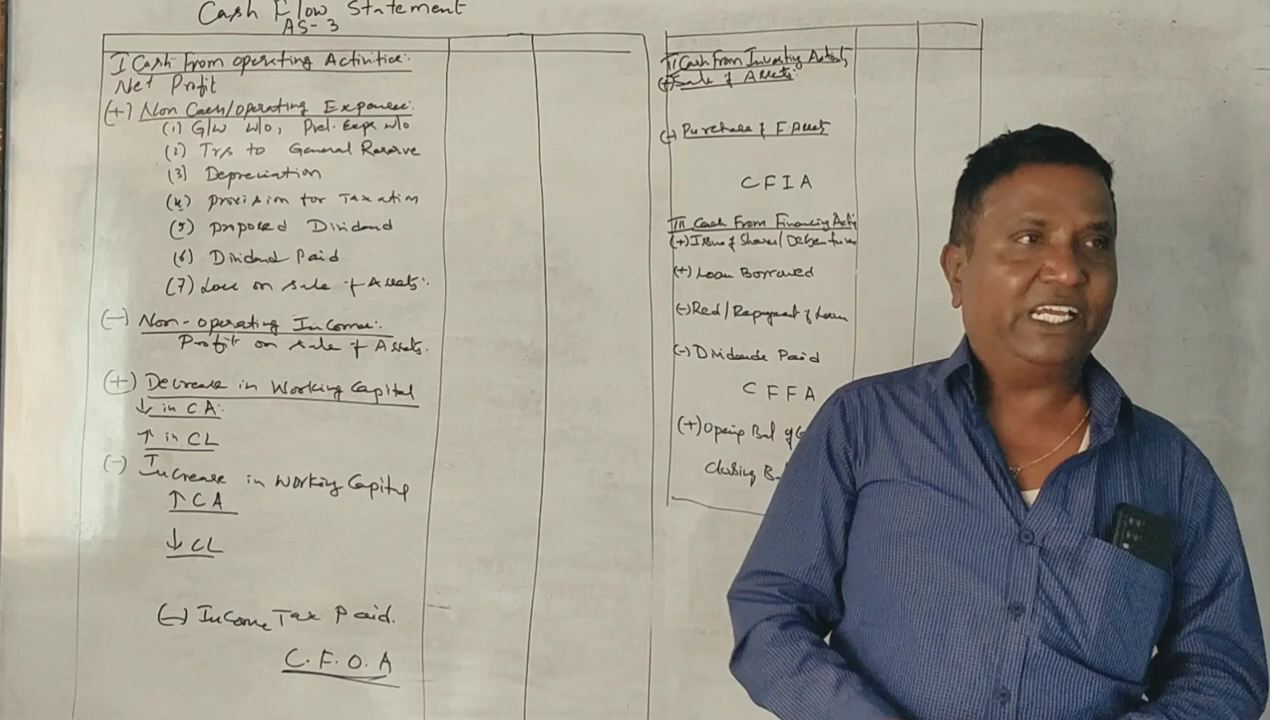 Cash Flow Statement
AS-3
I Cash from operating Activities:
Net Profit
(+) Non Cash/operating Expenses:
(1) G/W w/o, Prel. Exps w/o
(2) Trs to General Reserve
(3) Depreciation
(4) provision for Taxation
(5) proposed Dividend
(6) Dividend Paid
(7) Loss on sale of Assets:
(-) Non-operating Income:
Profit on sale of Assets.
(+) Decrease in Working Capital
↓ in CA:
↑ in CL
(-) Increase in Working Capital
↑ CA
↓ CL
(-) Income Tax Paid.
C.F.O.A
II Cash From Investing
(+) Sale of Assets:
(-) Purchase of F Assets
CFIA
III Cash From Financing Acti
(+) Issue of Shares/Debentures
(+) Loan Borrowed
(-) Red/Repayment of Loan
(-) Dividends Paid
CFFA
(+) Opening Bal of
closing B